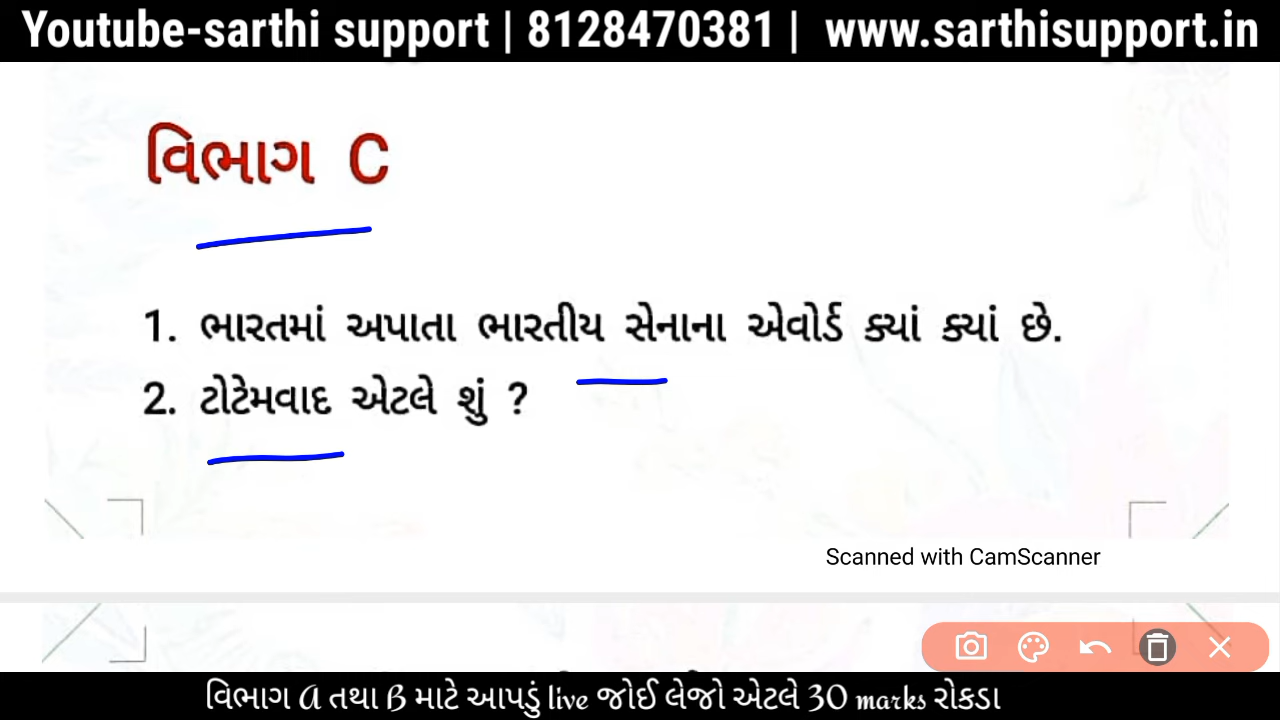 Youtube-sarthi support | 8128470381 | www.sarthisupport.in
વિભાગ C
1. ભારતમાં અપાતા ભારતીય સેનાના એવોર્ડ ક્યાં ક્યાં છે.
2. ટોટેમવાદ એટલે શું ?
Scanned with CamScanner
વિભાગ A તથા B માટે આપડું live જોઈ લેજો એટલે 30 marks રોકડા